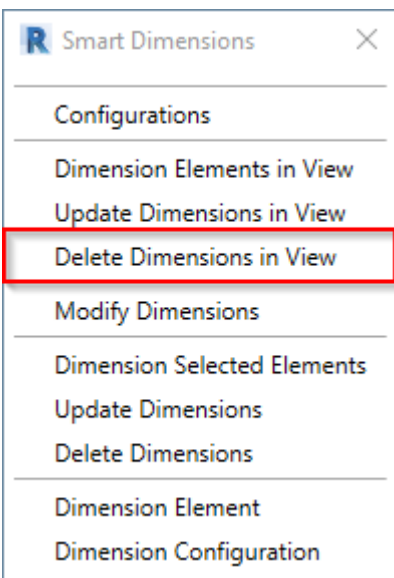 R Smart Dimensions
Configurations
Dimension Elements in View
Update Dimensions in View
Delete Dimensions in View
Modify Dimensions
Dimension Selected Elements
Update Dimensions
Delete Dimensions
Dimension Element
Dimension Configuration